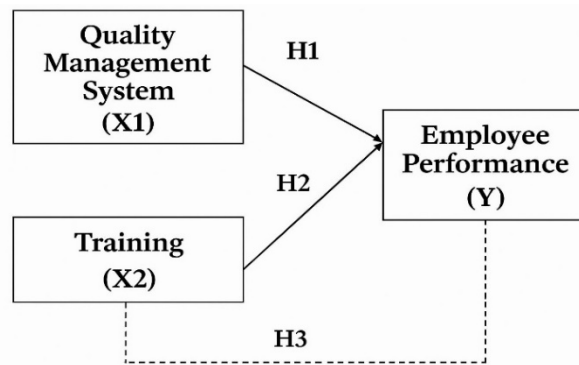 Quality
Management
System
(X1)
H1
Employee
Performance
(Y)
H2
Training
(X2)
H3